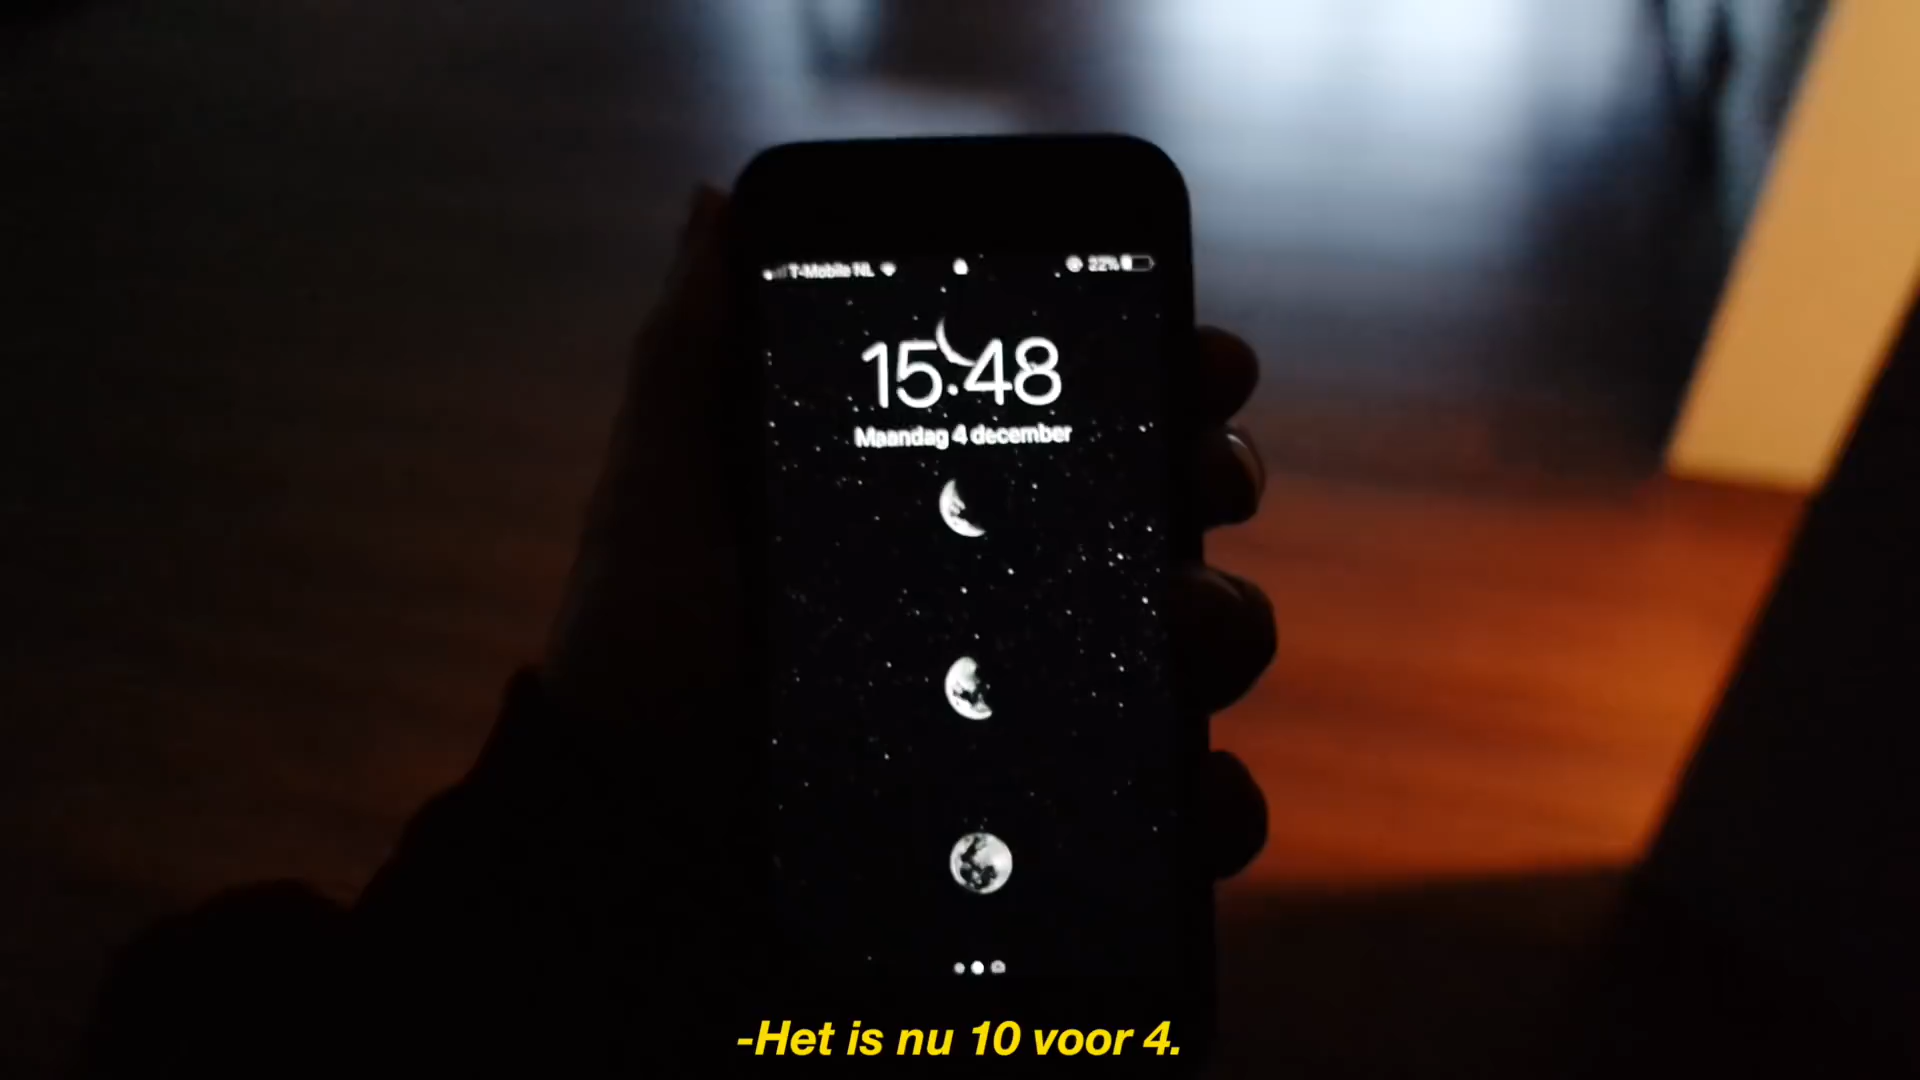 T-Mobile NL 22%
15:48
Maandag 4 december
-Het is nu 10 voor 4.